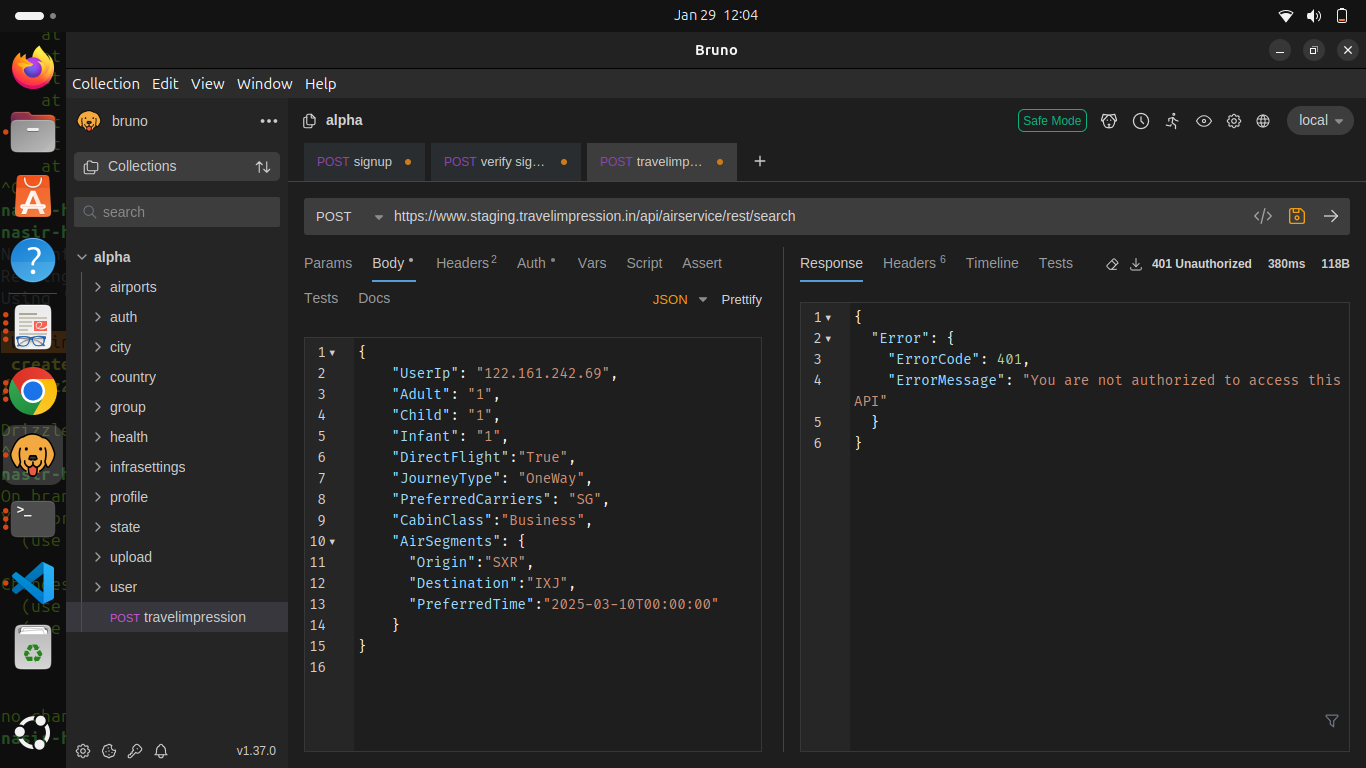 Jan 29 12:04
Bruno
Collection Edit View Window Help
bruno
alpha
Safe Mode
local
Collections
POST signup
POST verify sig...
POST travelimp...
search
POST
https://www.staging.travelimpression.in/api/airservice/rest/search
alpha
airports
auth
city
country
group
health
infrasettings
profile
state
upload
user
POST travelimpression
v1.37.0
Params Body Headers 2 Auth Vars Script Assert
Tests Docs
JSON Prettify
1 {
2 "UserIp": "122.161.242.69",
3 "Adult": "1",
4 "Child": "1",
5 "Infant": "1",
6 "DirectFlight":"True",
7 "JourneyType": "OneWay",
8 "PreferredCarriers": "SG",
9 "CabinClass":"Business",
10 "AirSegments": {
11 "Origin":"SXR",
12 "Destination":"IXJ",
13 "PreferredTime":"2025-03-10T00:00:00"
14 }
15 }
16
Response Headers 6 Timeline Tests
401 Unauthorized 380ms 118B
1 {
2 "Error": {
3 "ErrorCode": 401,
4 "ErrorMessage": "You are not authorized to access this
API"
5 }
6 }